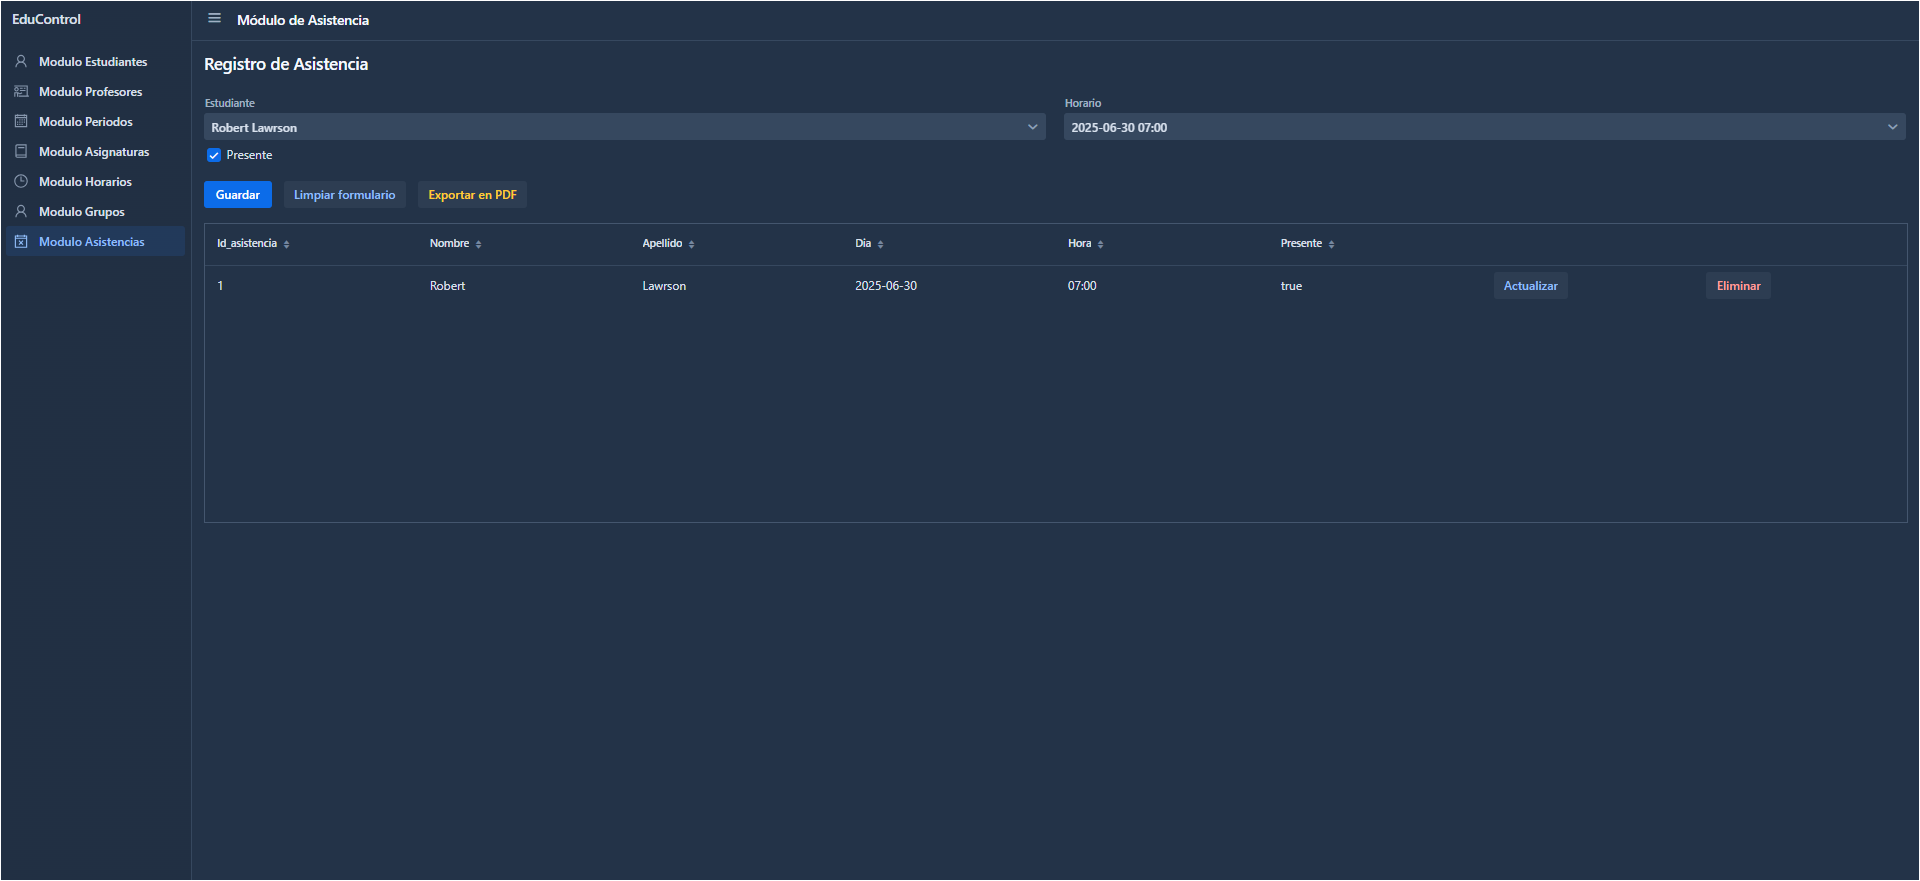 EduControl
Modulo Estudiantes
Modulo Profesores
Modulo Periodos
Modulo Asignaturas
Modulo Horarios
Modulo Grupos
Modulo Asistencias
Módulo de Asistencia
Registro de Asistencia
Estudiante Horario
Robert Lawrson 2025-06-30 07:00
Presente
Guardar Limpiar formulario Exportar en PDF
Id_asistencia Nombre Apellido Dia Hora Presente
1 Robert Lawrson 2025-06-30 07:00 true Actualizar Eliminar